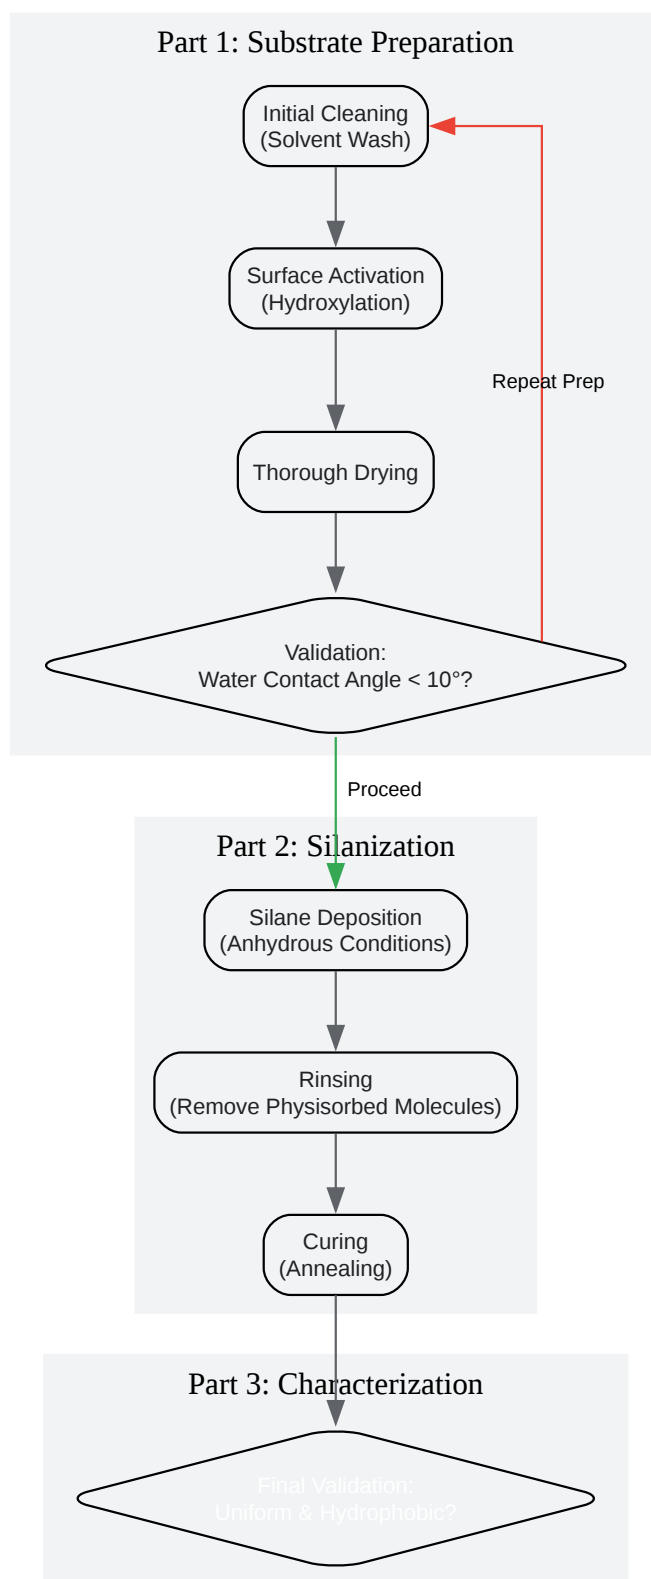 Part 1: Substrate Preparation
Initial Cleaning
(Solvent Wash)
Surface Activation
(Hydroxylation)
Repeat Prep
Thorough Drying
Validation:
Water Contact Angle < 10°?
Proceed
Part 2: Silanization
Silane Deposition
(Anhydrous Conditions)
Rinsing
(Remove Physisorbed Molecules)
Curing
(Annealing)
Part 3: Characterization
Final Validation:
Uniform & Hydrophobic?